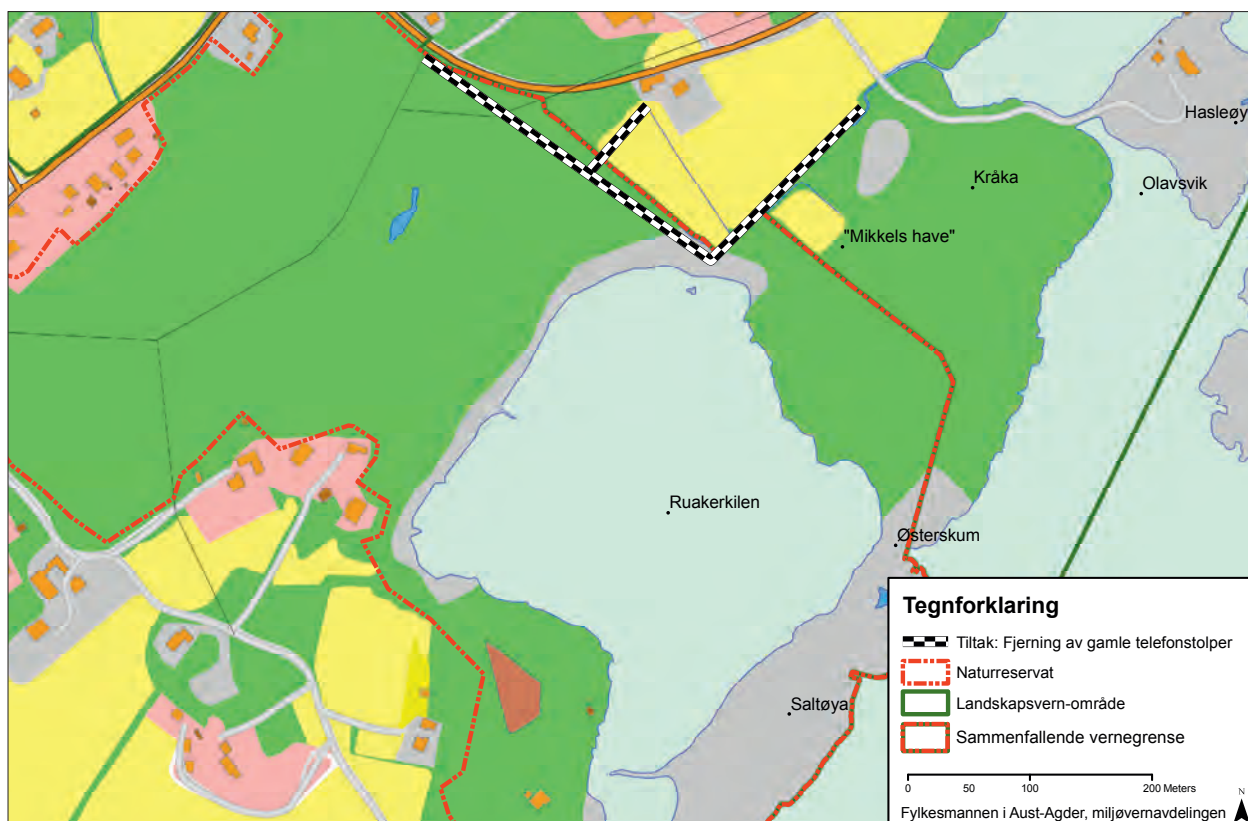 Hasleøy
Kråka
Olavsvik
"Mikkels have"
Ruakerkilen
Østerskum
Saltøya
Tegnforklaring
Tiltak: Fjerning av gamle telefonstolper
Naturreservat
Landskapsvern-område
Sammenfallende vernegrense
0 50 100 200 Meters
Fylkesmannen i Aust-Agder, miljøvernavdelingen
N